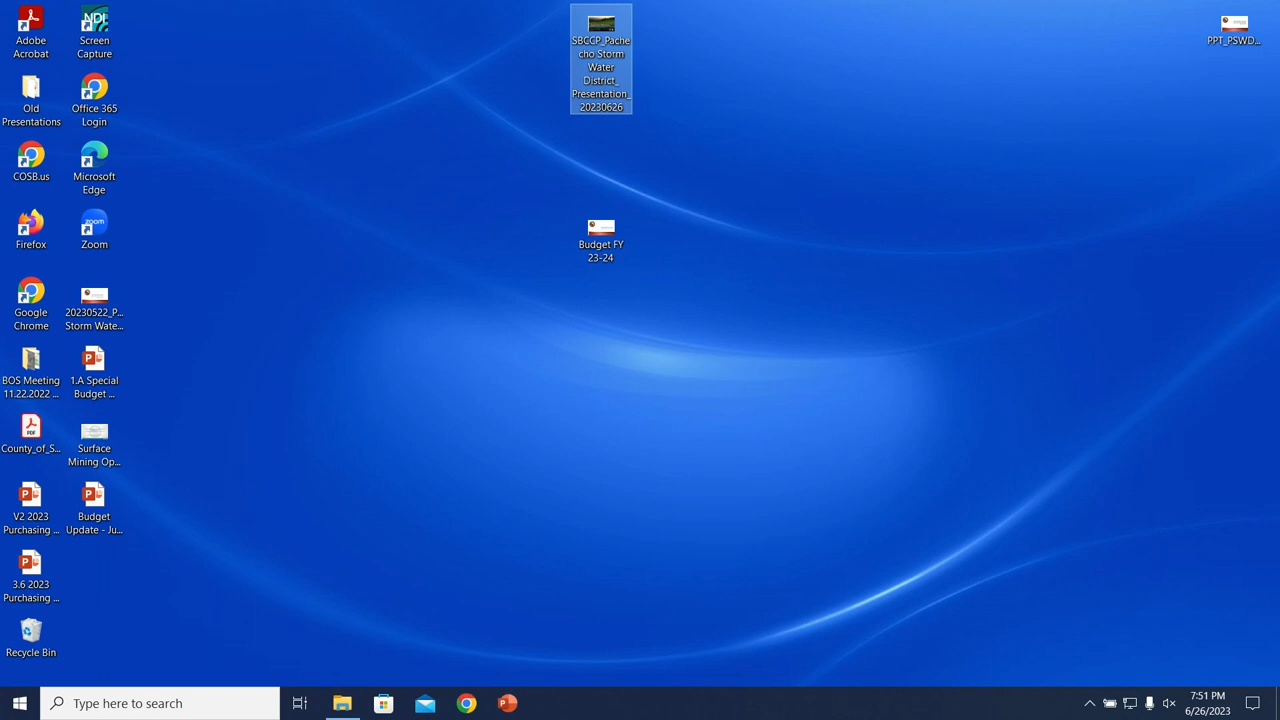 Adobe
Acrobat
NDI
Screen
Capture
Old
Presentations
Office 365
Login
COSB.us
Microsoft
Edge
Firefox
zoom
Zoom
Google
Chrome
20230522_P...
Storm Wate...
BOS Meeting
11.22.2022 ...
1.A Special
Budget ...
PDF
County_of_S...
Surface
Mining Op...
V2 2023
Purchasing ...
Budget
Update - Ju...
3.6 2023
Purchasing ...
Recycle Bin
SBCCP_Pache
cho Storm
Water
District_
Presentation_
20230626
Budget FY
23-24
PPT_PSWD...
Type here to search
7:51 PM
6/26/2023